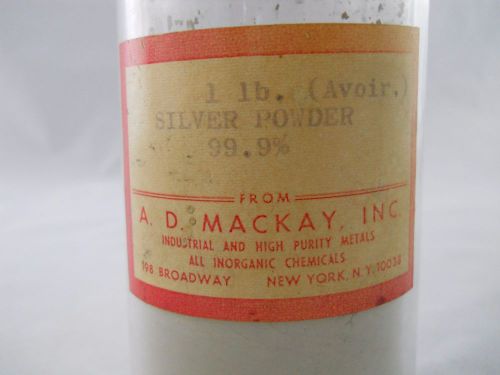 1 lb. (Avoir.)
SILVER POWDER
99.9%
FROM
A. D. MACKAY, INC.
INDUSTRIAL AND HIGH PURITY METALS
ALL INORGANIC CHEMICALS
198 BROADWAY NEW YORK, N.Y. 10038